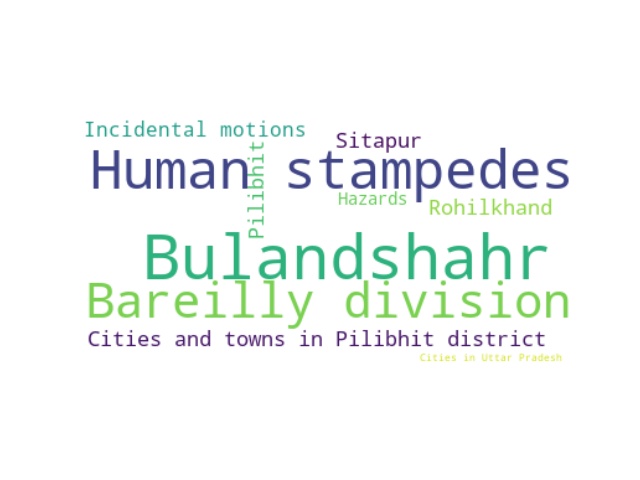 Incidental motions
Sitapur
Human stampedes
Pilibhit
Hazards
Rohilkhand
Bulandshahr
Bareilly division
Cities and towns in Pilibhit district
Cities in Uttar Pradesh